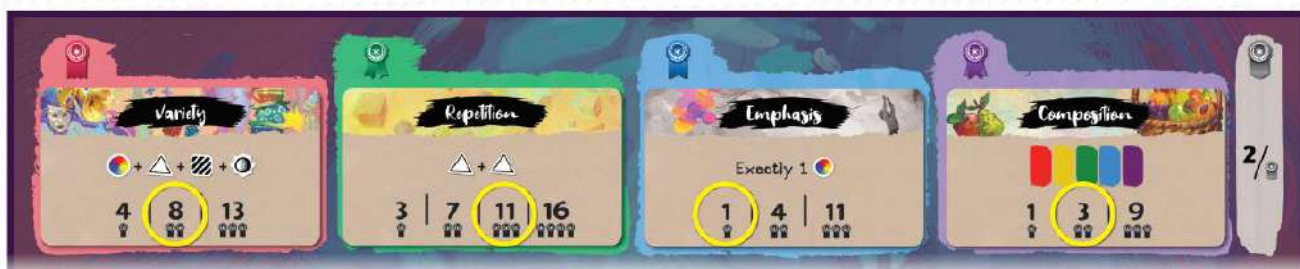 Variety
4 | 8 | 13
Repetition
3 | 7 | 11 | 16
Emphasis
Exactly 1
1 | 4 | 11
Composition
1 | 3 | 9
2/